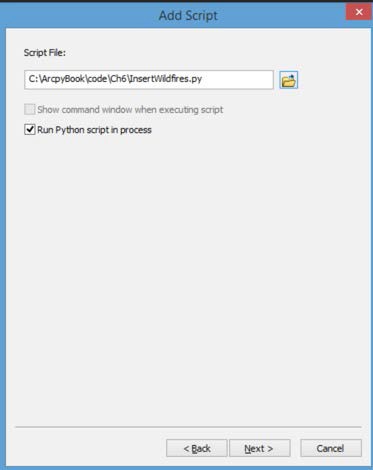 Add Script
Script File:
C:\ArcpyBook\code\Ch6\InsertWildfires.py
Show command window when executing script
Run Python script in process
< Back
Next >
Cancel